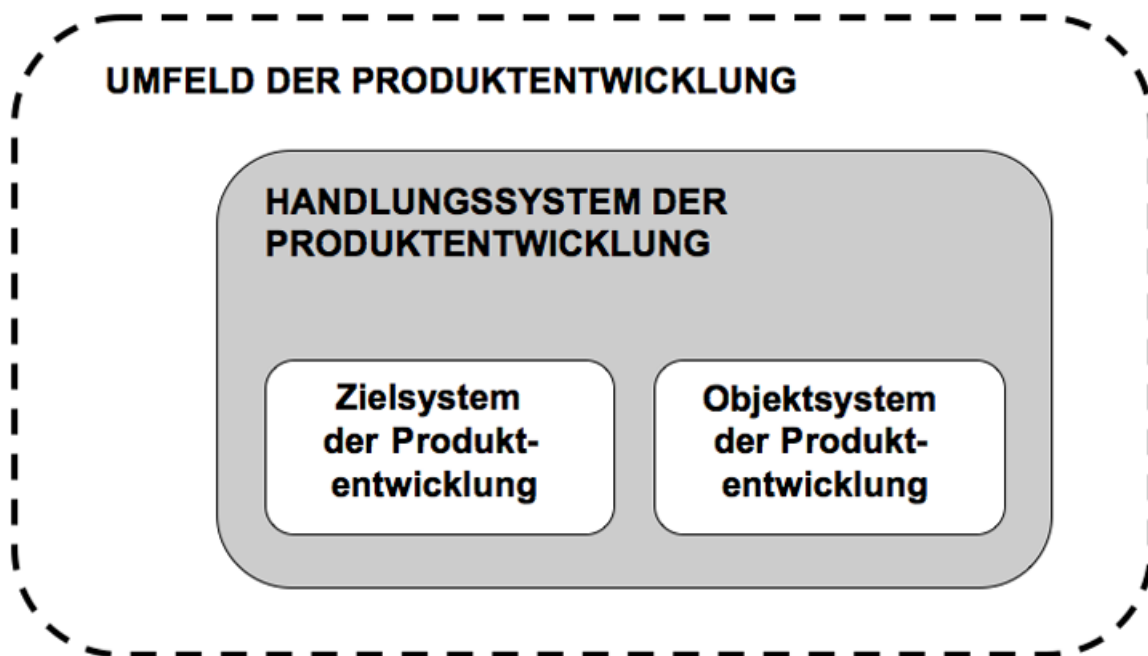 UMFELD DER PRODUKTENTWICKLUNG
HANDLUNGSSYSTEM DER
PRODUKTENTWICKLUNG
Zielsystem
der Produkt-
entwicklung
Objektsystem
der Produkt-
entwicklung